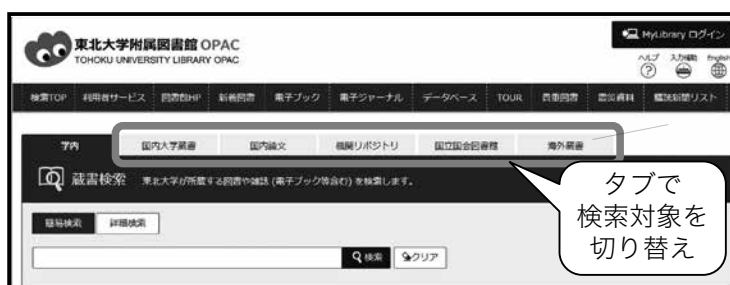 東北大学附属図書館 OPAC
TOHOKU UNIVERSITY LIBRARY OPAC
MyLibrary ログイン
ヘルプ 入力補助 English
検索TOP 利用者サービス 図書館HP 新着図書 電子ブック 電子ジャーナル データベース TOUR 貴重図書 震災資料 雑誌新聞リスト
学内 国内大学蔵書 国内論文 機関リポジトリ 国立国会図書館 海外蔵書
蔵書検索 東北大学が所蔵する図書や雑誌 (電子ブック等含む) を検索します。
簡易検索 詳細検索
検索 クリア
タブで
検索対象を
切り替え